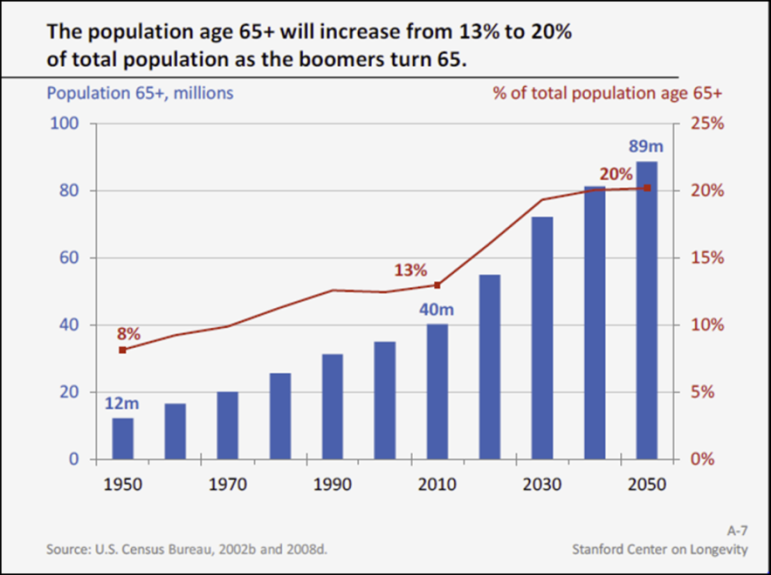 The population age 65+ will increase from 13% to 20%
of total population as the boomers turn 65.
Population 65+, millions
% of total population age 65+
100
80
60
40
20
0
25%
20%
15%
10%
5%
0%
8%
12m
13%
40m
20%
89m
1950
1970
1990
2010
2030
2050
A-7
Source: U.S. Census Bureau, 2002b and 2008d.
Stanford Center on Longevity